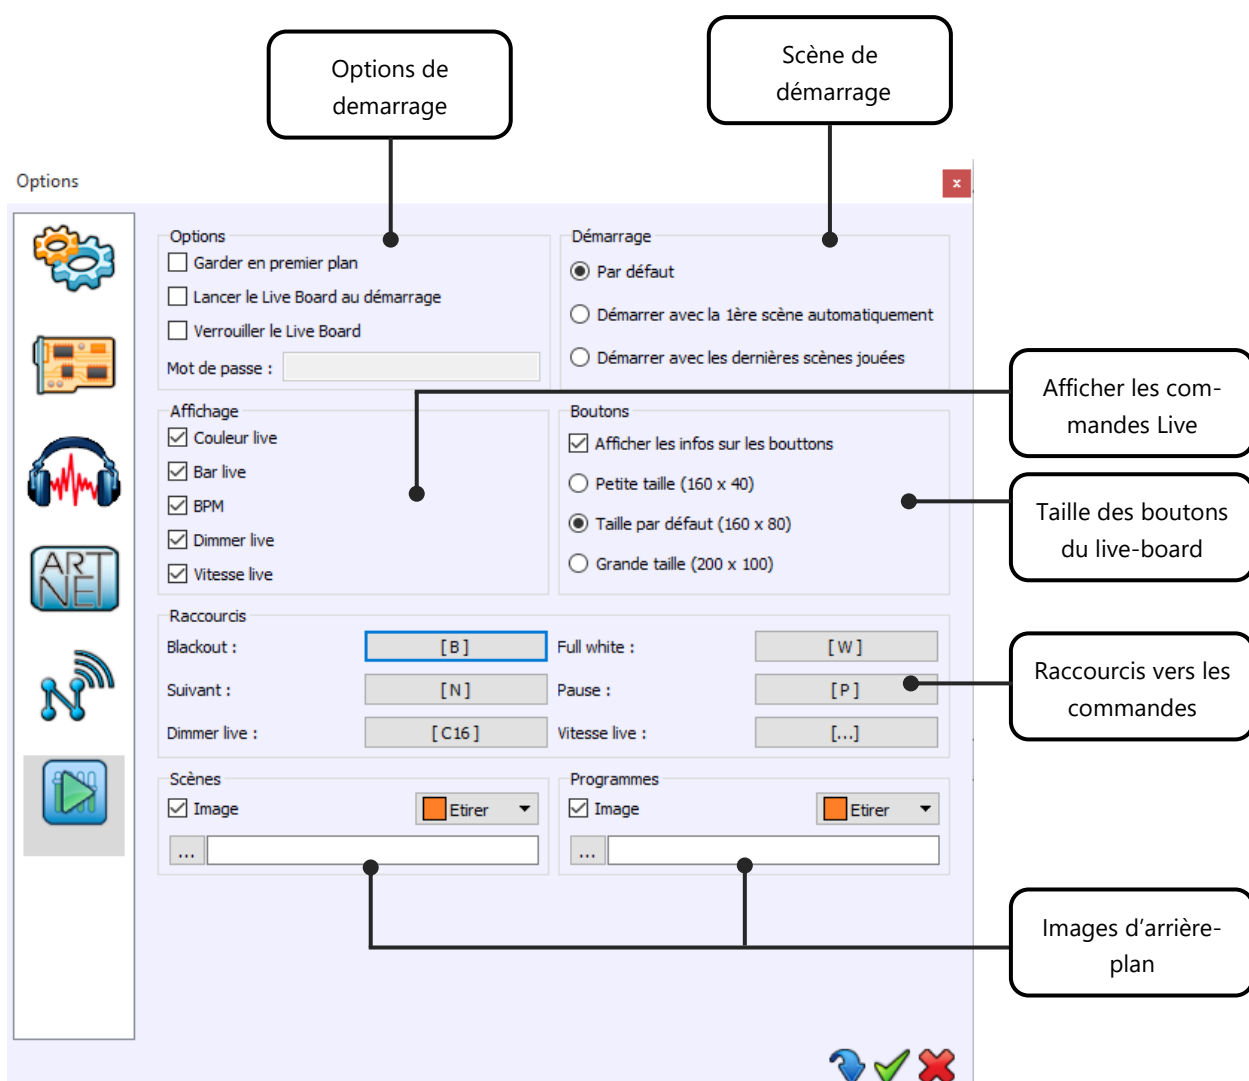 Options de
demarrage
Scène de
démarrage
Options
x
Options
Garder en premier plan
Lancer le Live Board au démarrage
Verrouiller le Live Board
Mot de passe :
Démarrage
Par défaut
Démarrer avec la 1ère scène automatiquement
Démarrer avec les dernières scènes jouées
Afficher les com-
mandes Live
Affichage
Couleur live
Bar live
BPM
Dimmer live
Vitesse live
Boutons
Afficher les infos sur les bouttons
Petite taille (160 x 40)
Taille par défaut (160 x 80)
Grande taille (200 x 100)
Taille des boutons
du live-board
ART
NET
N
Raccourcis
Blackout :
[ B ]
Full white :
[ W ]
Suivant :
[ N ]
Pause :
[ P ]
Dimmer live :
[ C16 ]
Vitesse live :
[...]
Raccourcis vers les
commandes
Scènes
Image
Etirer
...
Programmes
Image
Etirer
...
Images d’arrière-
plan